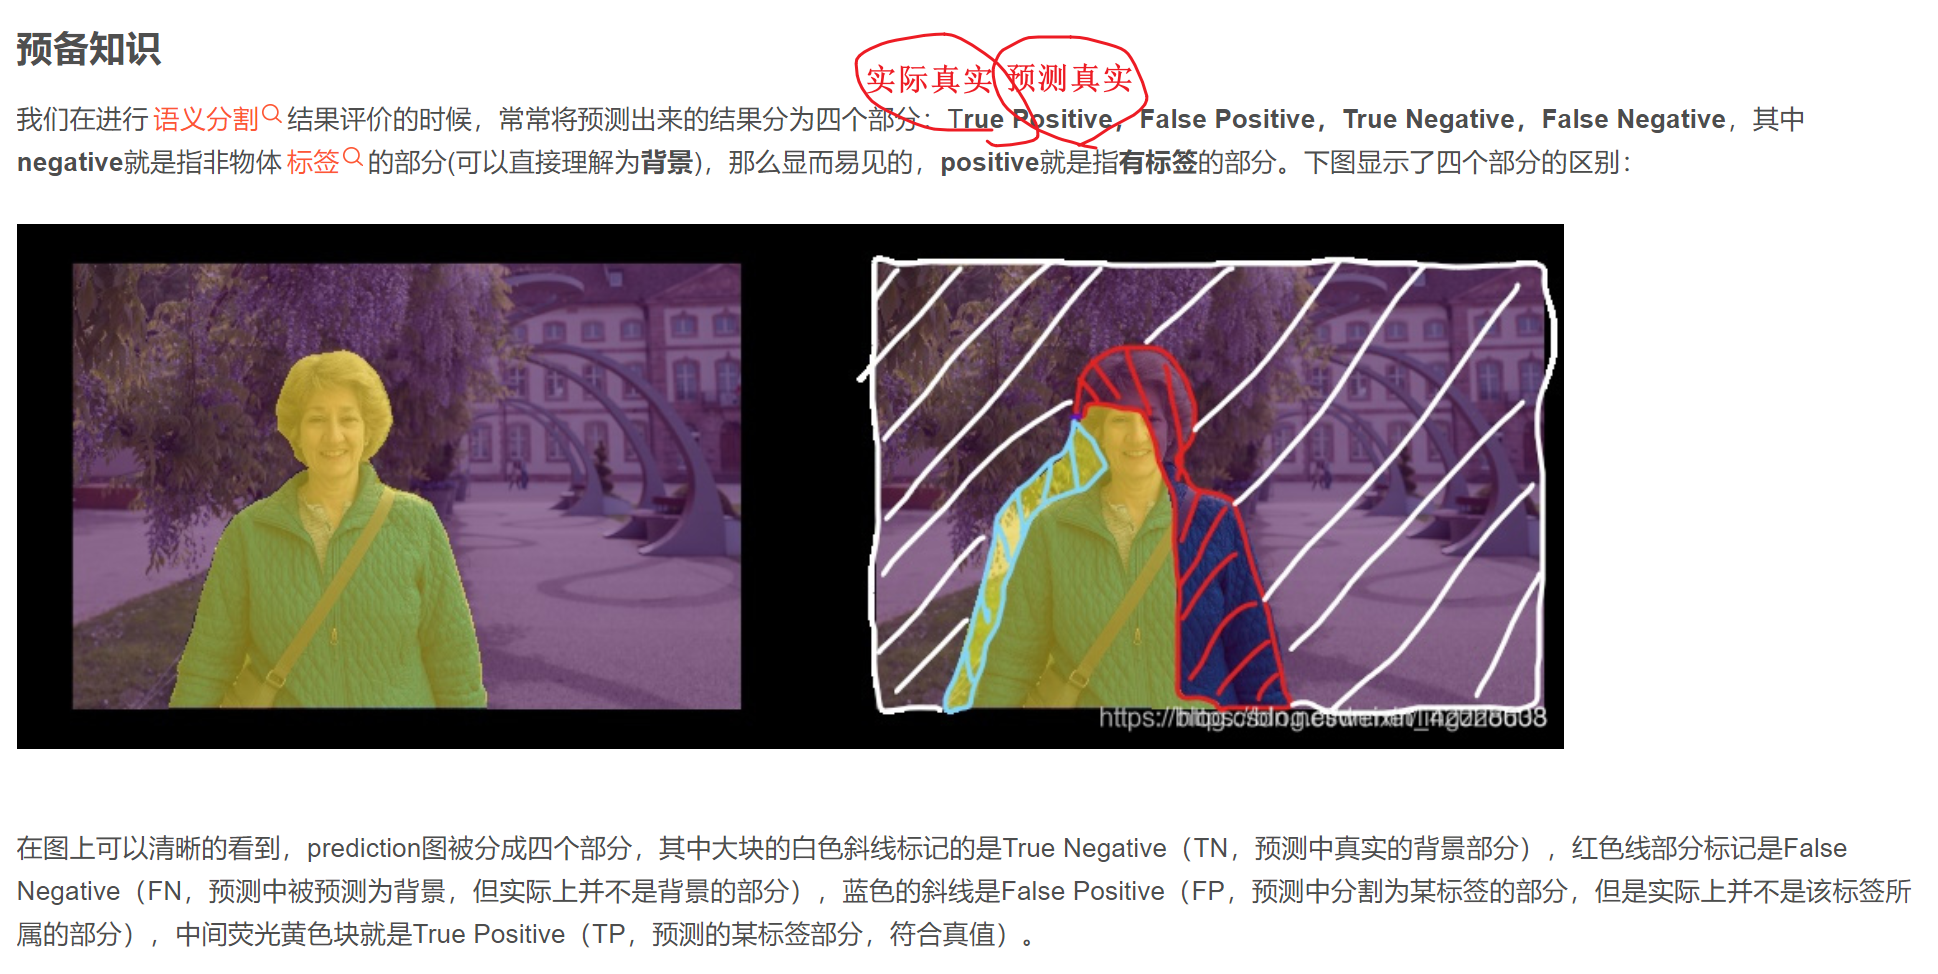 预备知识
实际真实 预测真实
我们在进行 语义分割 结果评价的时候，常常将预测出来的结果分为四个部分：True Positive，False Positive，True Negative，False Negative，其中
negative就是指非物体 标签 的部分(可以直接理解为背景)，那么显而易见的，positive就是指有标签的部分。下图显示了四个部分的区别：
在图上可以清晰的看到，prediction图被分成四个部分，其中大块的白色斜线标记的是True Negative（TN，预测中真实的背景部分），红色线部分标记是False
Negative（FN，预测中被预测为背景，但实际上并不是背景的部分），蓝色的斜线是False Positive（FP，预测中分割为某标签的部分，但是实际上并不是该标签所
属的部分），中间荧光黄色块就是True Positive（TP，预测的某标签部分，符合真值）。